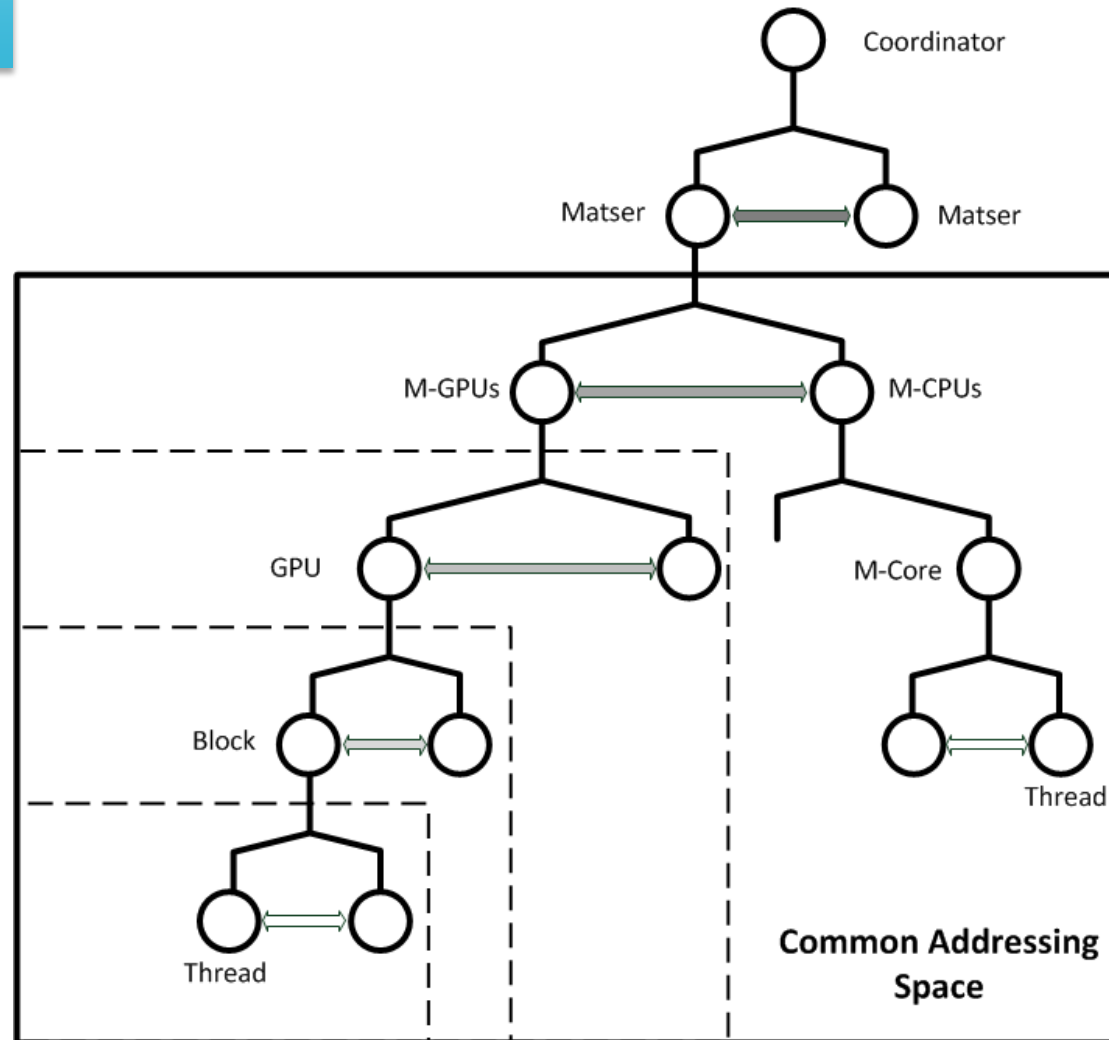 Coordinator
Matser
Matser
M-GPUs
M-CPUs
GPU
M-Core
Block
Thread
Thread
Common Addressing
Space